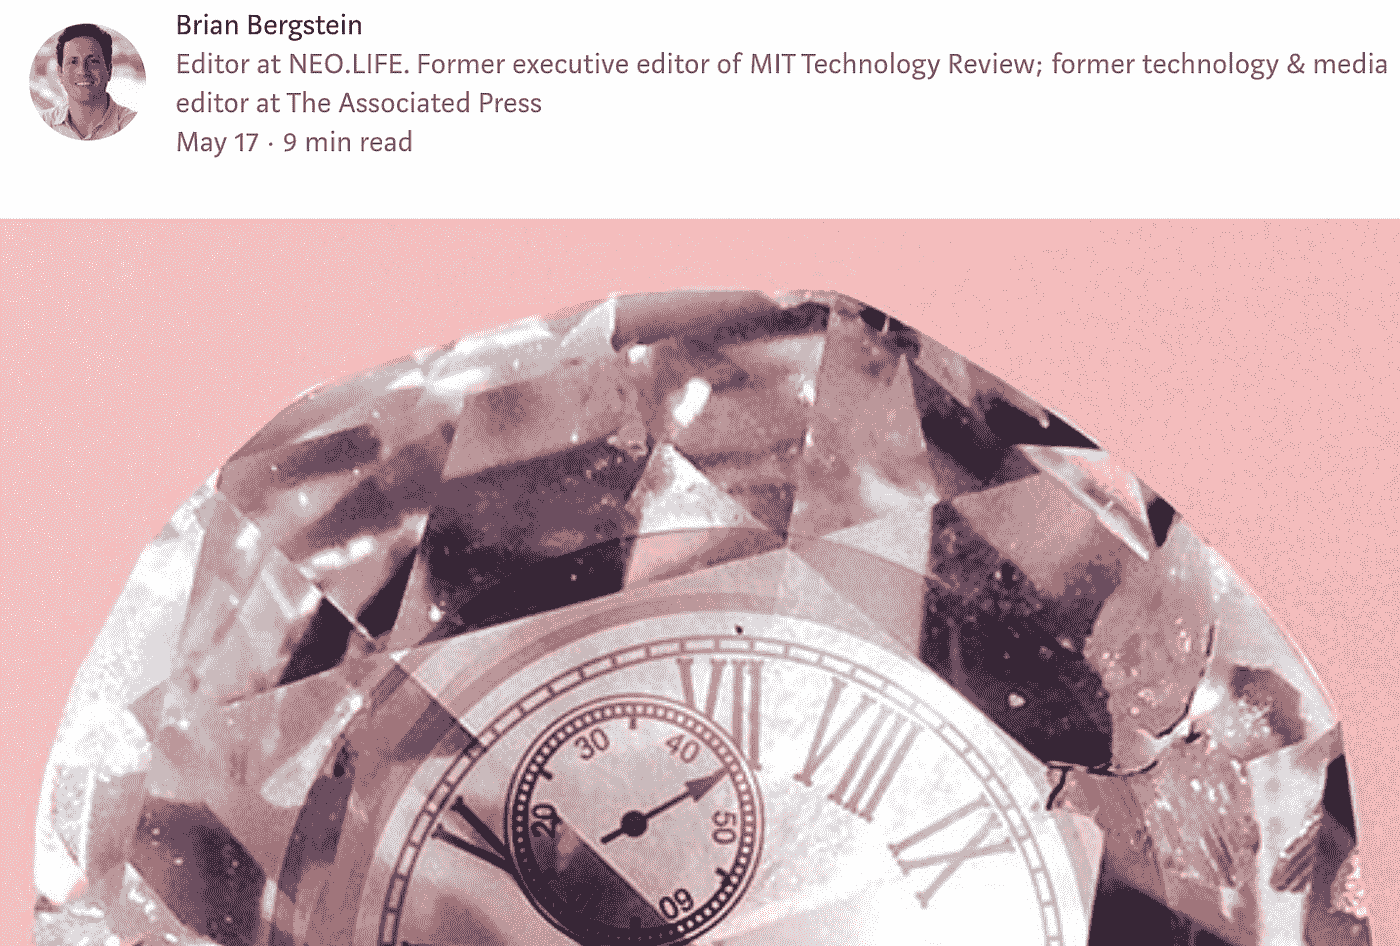 Brian Bergstein
Editor at NEO.LIFE. Former executive editor of MIT Technology Review; former technology & media
editor at The Associated Press
May 17 · 9 min read
VII
VIII
IX
V
30
40
20
50
60